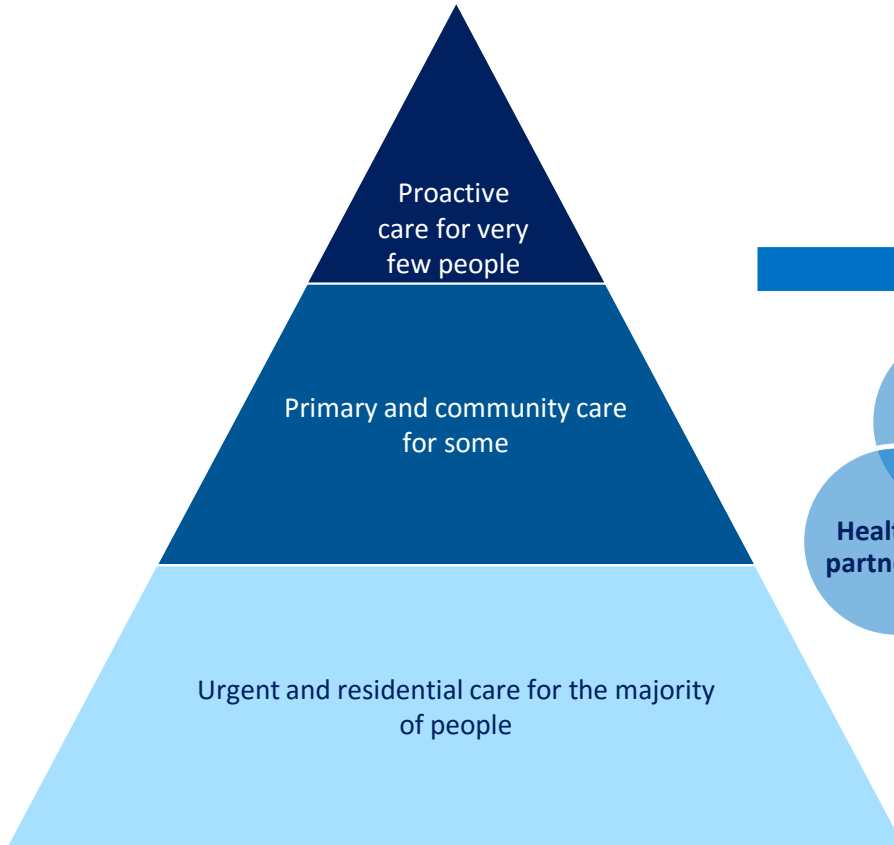 Proactive
care for very
few people
Primary and community care
for some
Urgent and residential care for the majority
of people